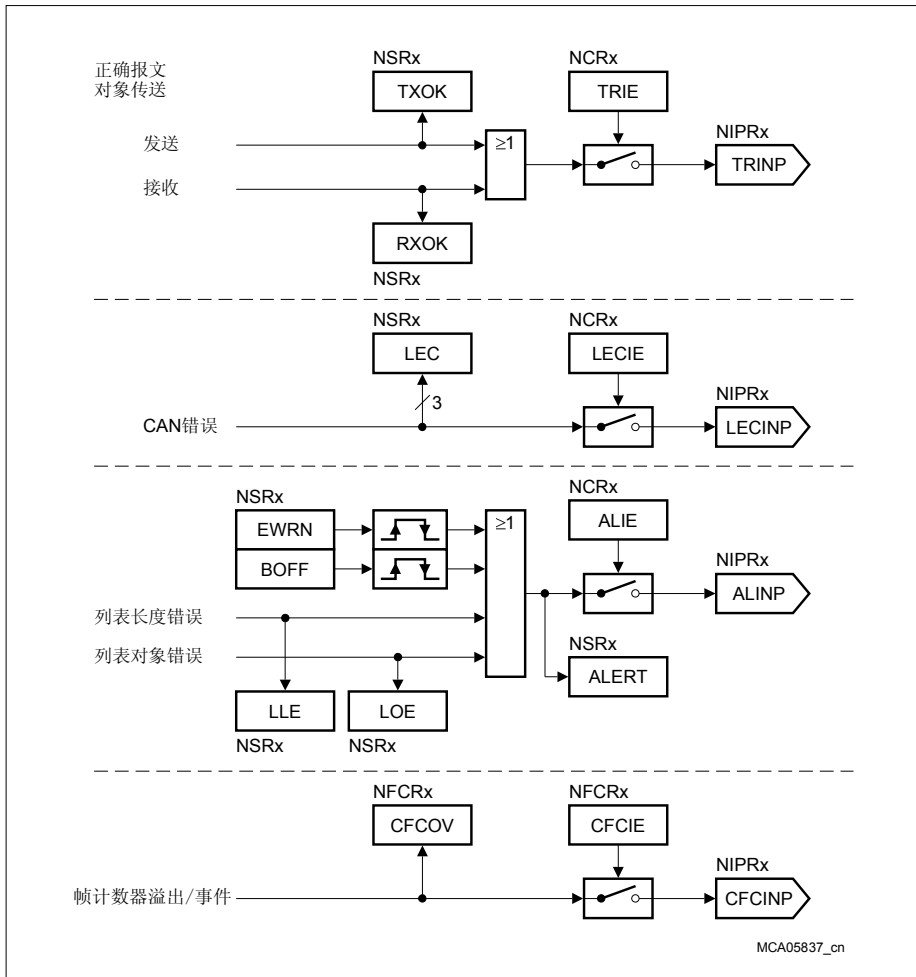 正确报文
对象传送
NSRx
TXOK
NCRx
TRIE
发送
≥1
NIPRx
TRINP
接收
RXOK
NSRx
NSRx
LEC
NCRx
LECIE
3
NIPRx
LECINP
CAN错误
NSRx
EWRN
BOFF
≥1
NCRx
ALIE
NIPRx
ALINP
列表长度错误
列表对象错误
NSRx
ALERT
LLE
NSRx
LOE
NSRx
NFCRx
CFCOV
NFCRx
CFCIE
NIPRx
CFCINP
帧计数器溢出/事件
MCA05837_cn